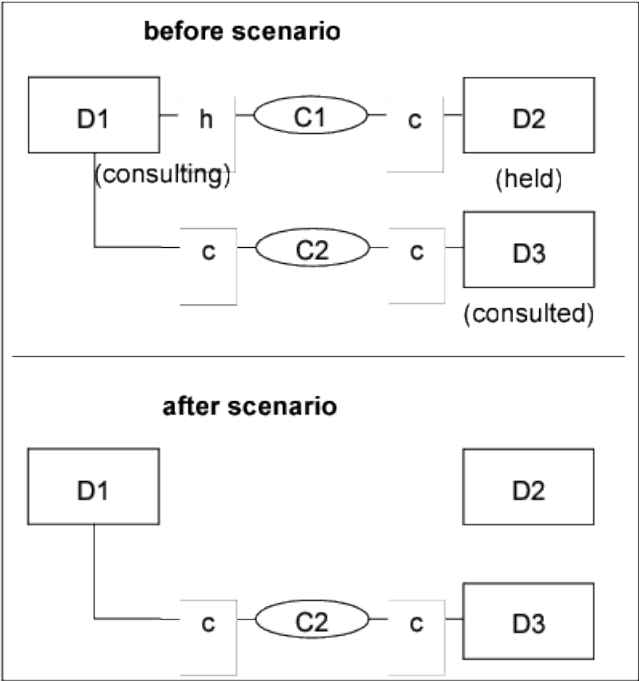 before scenario
D1 h C1 c D2
(consulting) (held)
c C2 c D3
(consulted)
after scenario
D1 D2
c C2 c D3